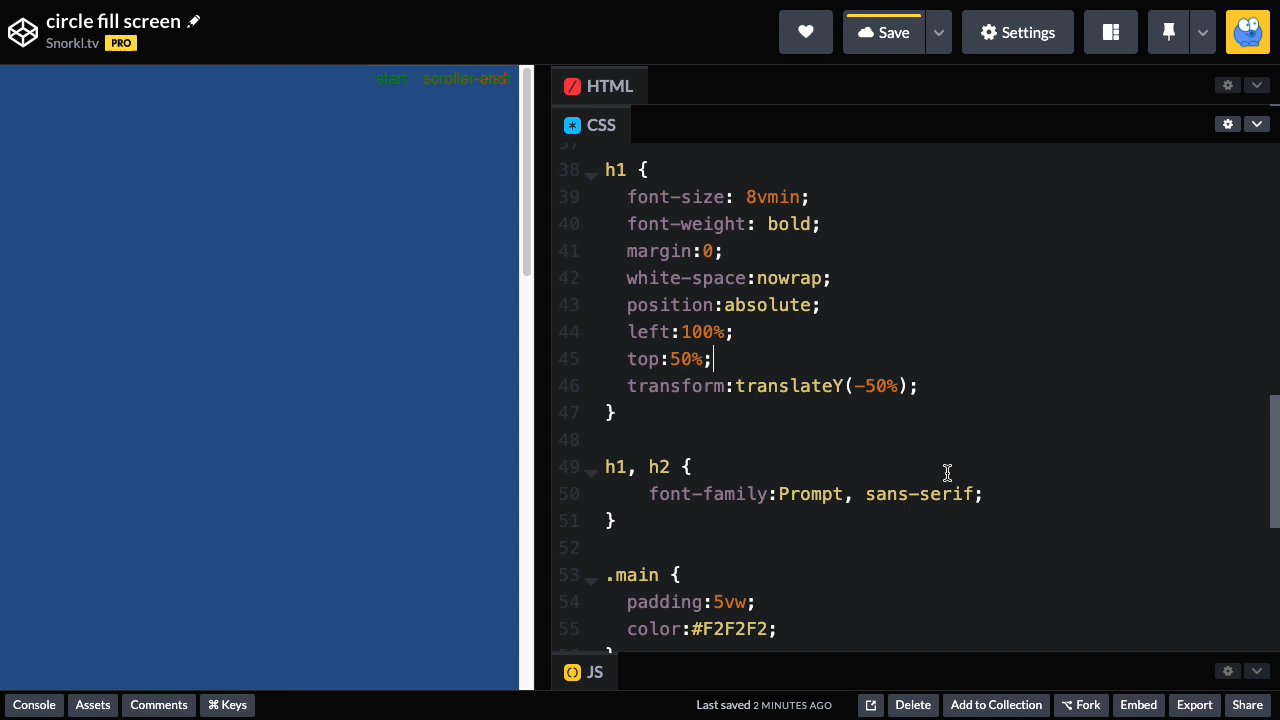 circle fill screen
Snorkl.tv PRO
Save
Settings
start scroller-end
HTML
CSS
37
38 h1 {
39 font-size: 8vmin;
40 font-weight: bold;
41 margin:0;
42 white-space:nowrap;
43 position:absolute;
44 left:100%;
45 top:50%;
46 transform:translateY(-50%);
47 }
48
49 h1, h2 {
50 font-family:Prompt, sans-serif;
51 }
52
53 .main {
54 padding:5vw;
55 color:#F2F2F2;
}
JS
Console Assets Comments ⌘ Keys Last saved 2 MINUTES AGO Delete Add to Collection Fork Embed Export Share